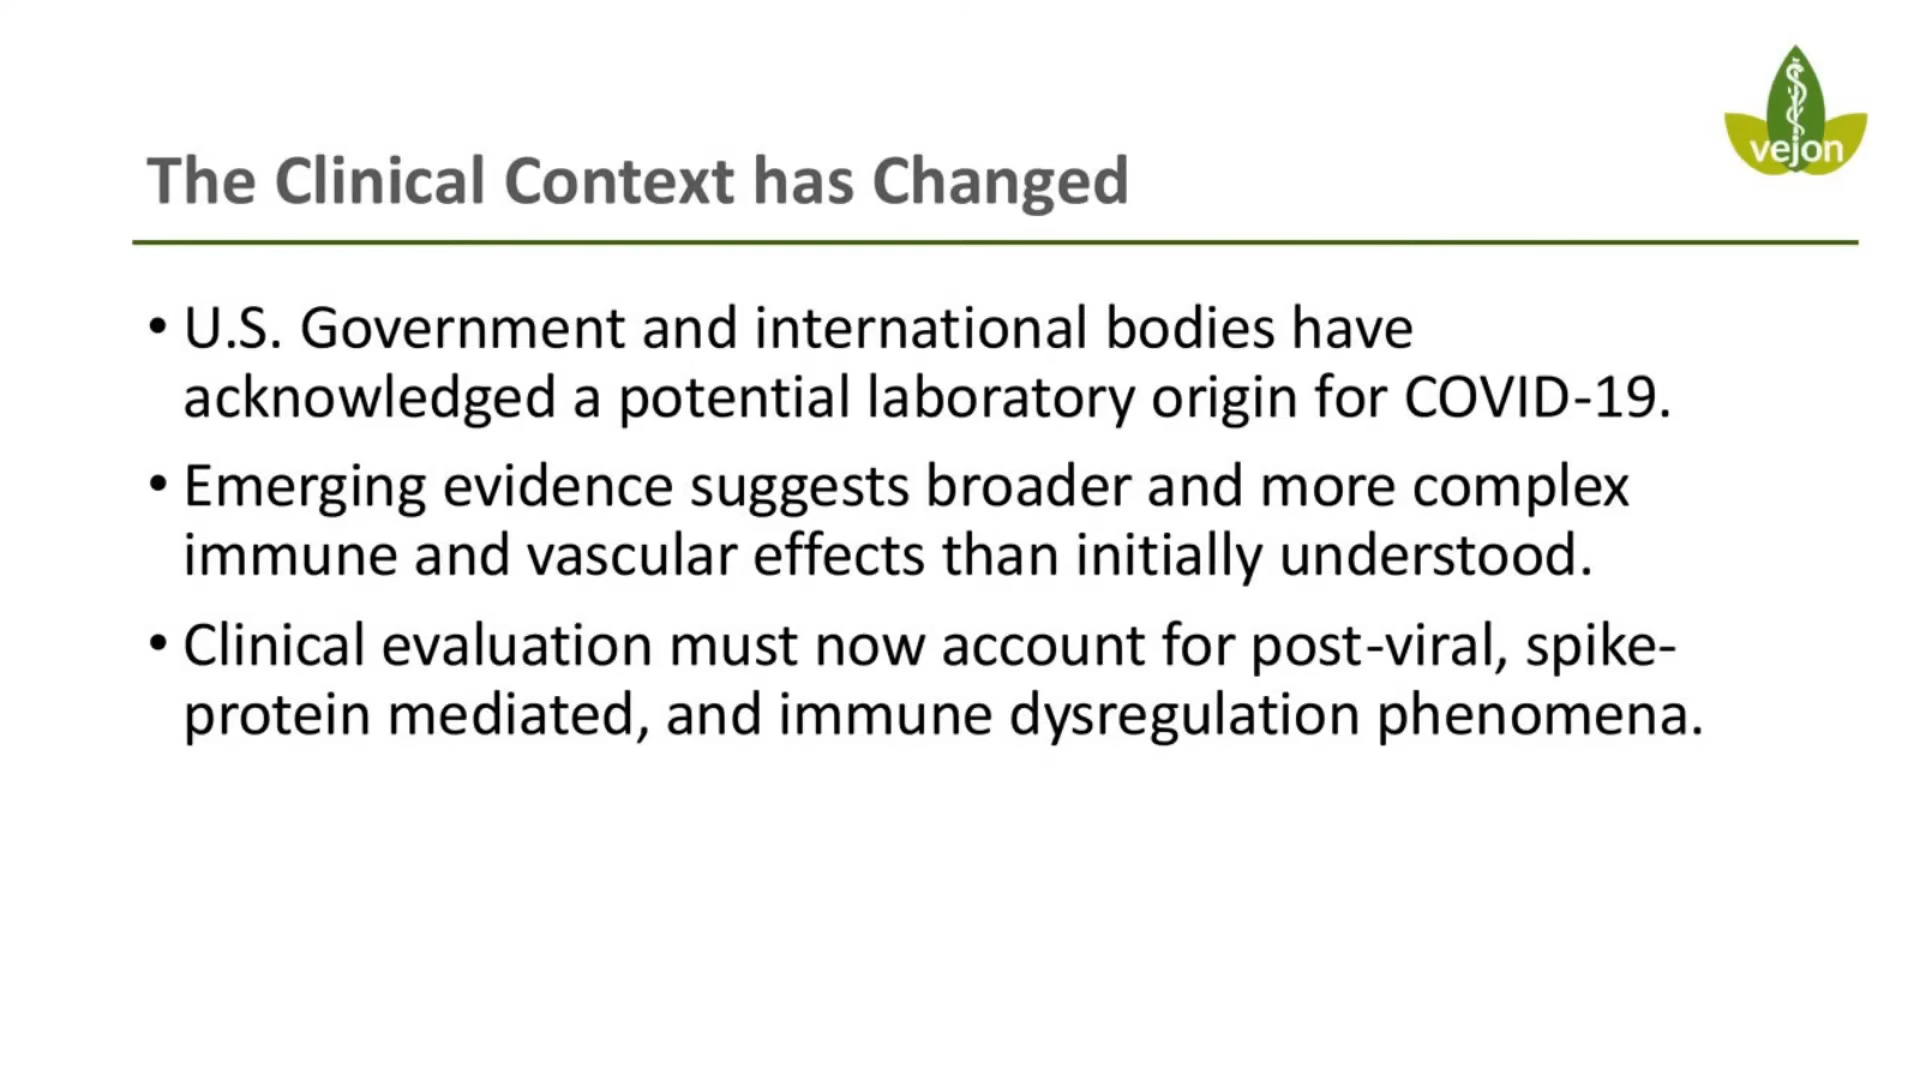 vejon
The Clinical Context has Changed
• U.S. Government and international bodies have
acknowledged a potential laboratory origin for COVID-19.
• Emerging evidence suggests broader and more complex
immune and vascular effects than initially understood.
• Clinical evaluation must now account for post-viral, spike-
protein mediated, and immune dysregulation phenomena.